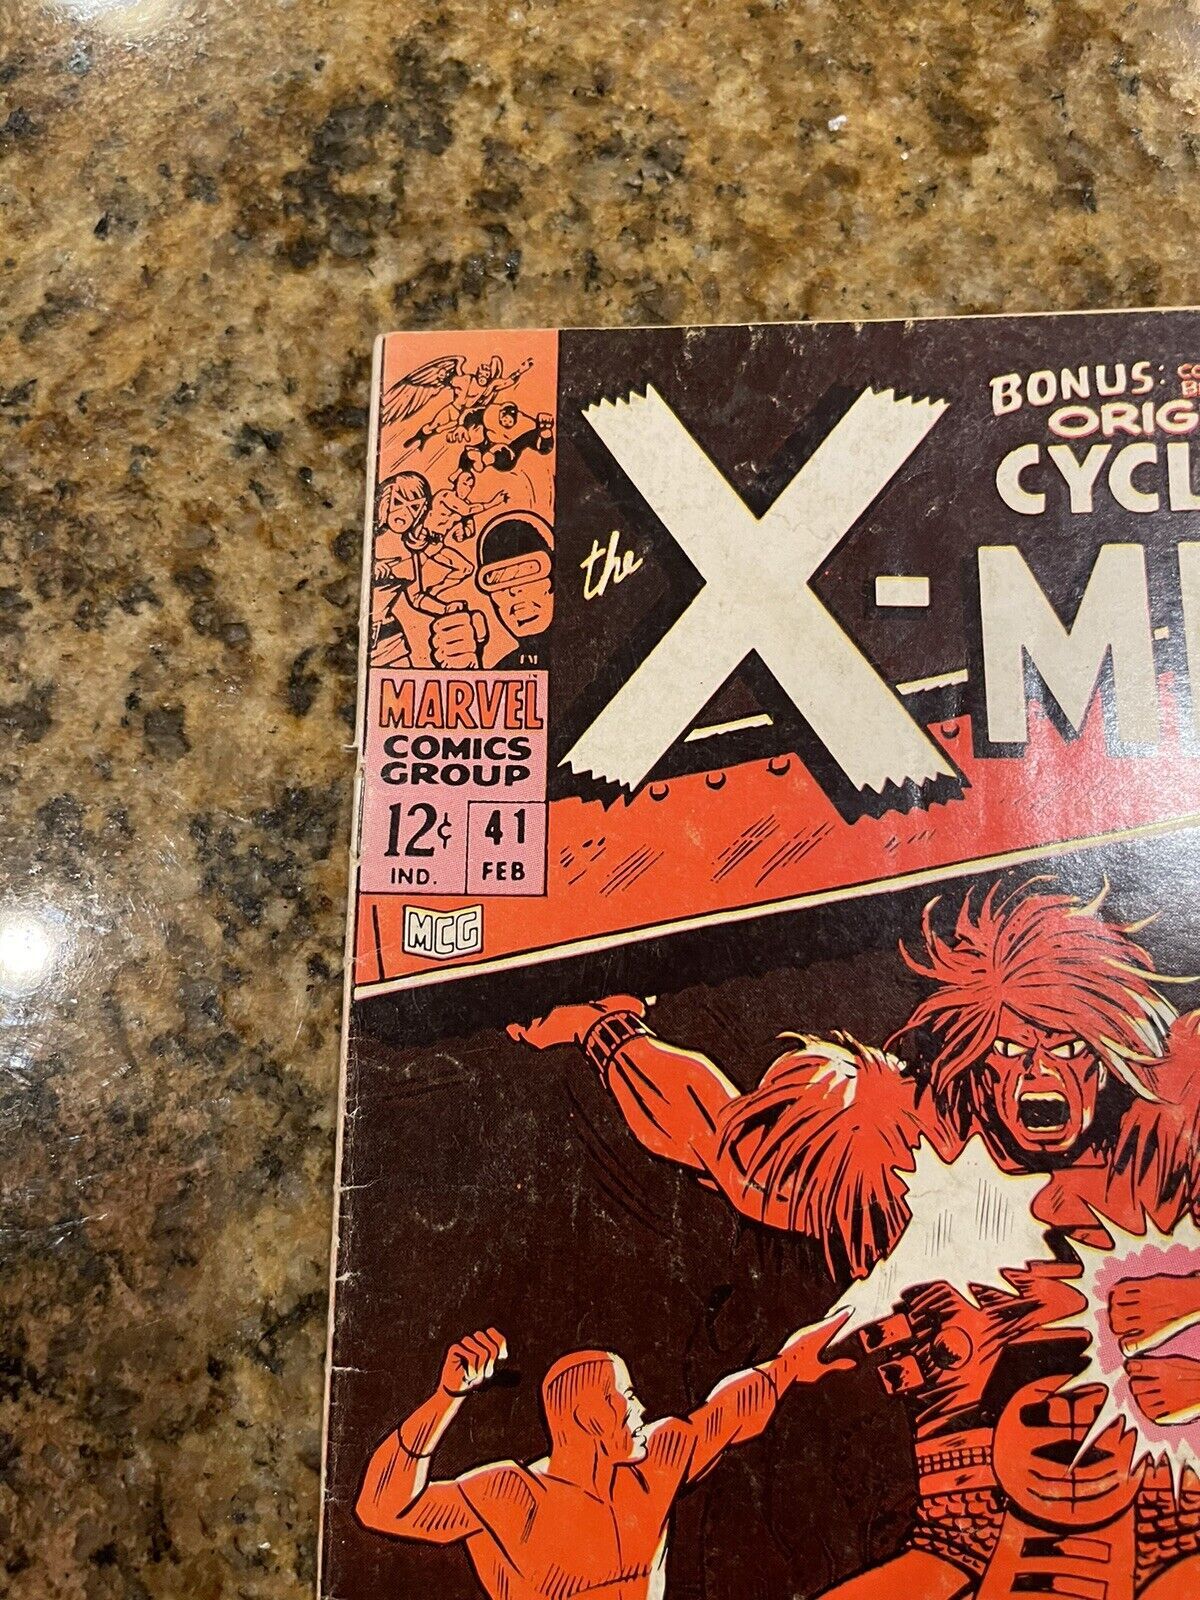 BONUS:
ORIG
CYCL
the X-M
MARVEL
COMICS
GROUP
12¢ 41
IND. FEB
MCG